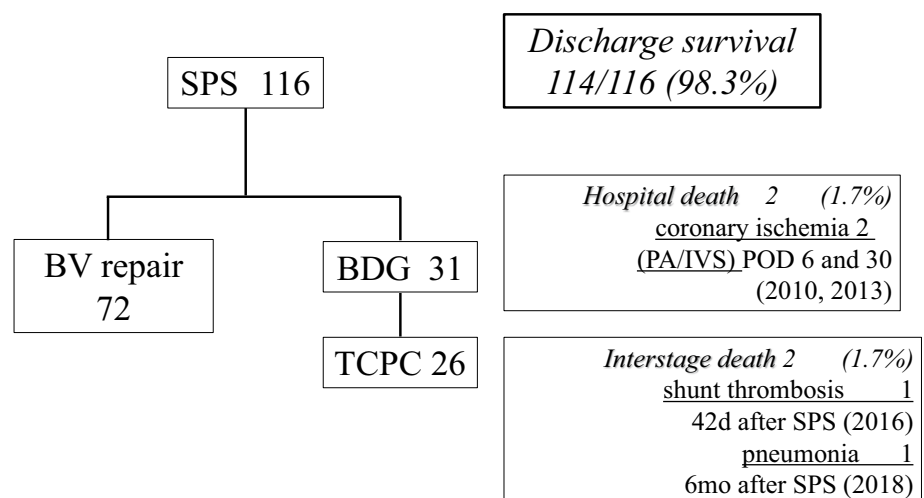 SPS 116
Discharge survival
114/116 (98.3%)
BV repair
72
BDG 31
TCPC 26
Hospital death 2 (1.7%)
coronary ischemia 2
(PA/IVS) POD 6 and 30
(2010, 2013)
Interstage death 2 (1.7%)
shunt thrombosis 1
42d after SPS (2016)
pneumonia 1
6mo after SPS (2018)